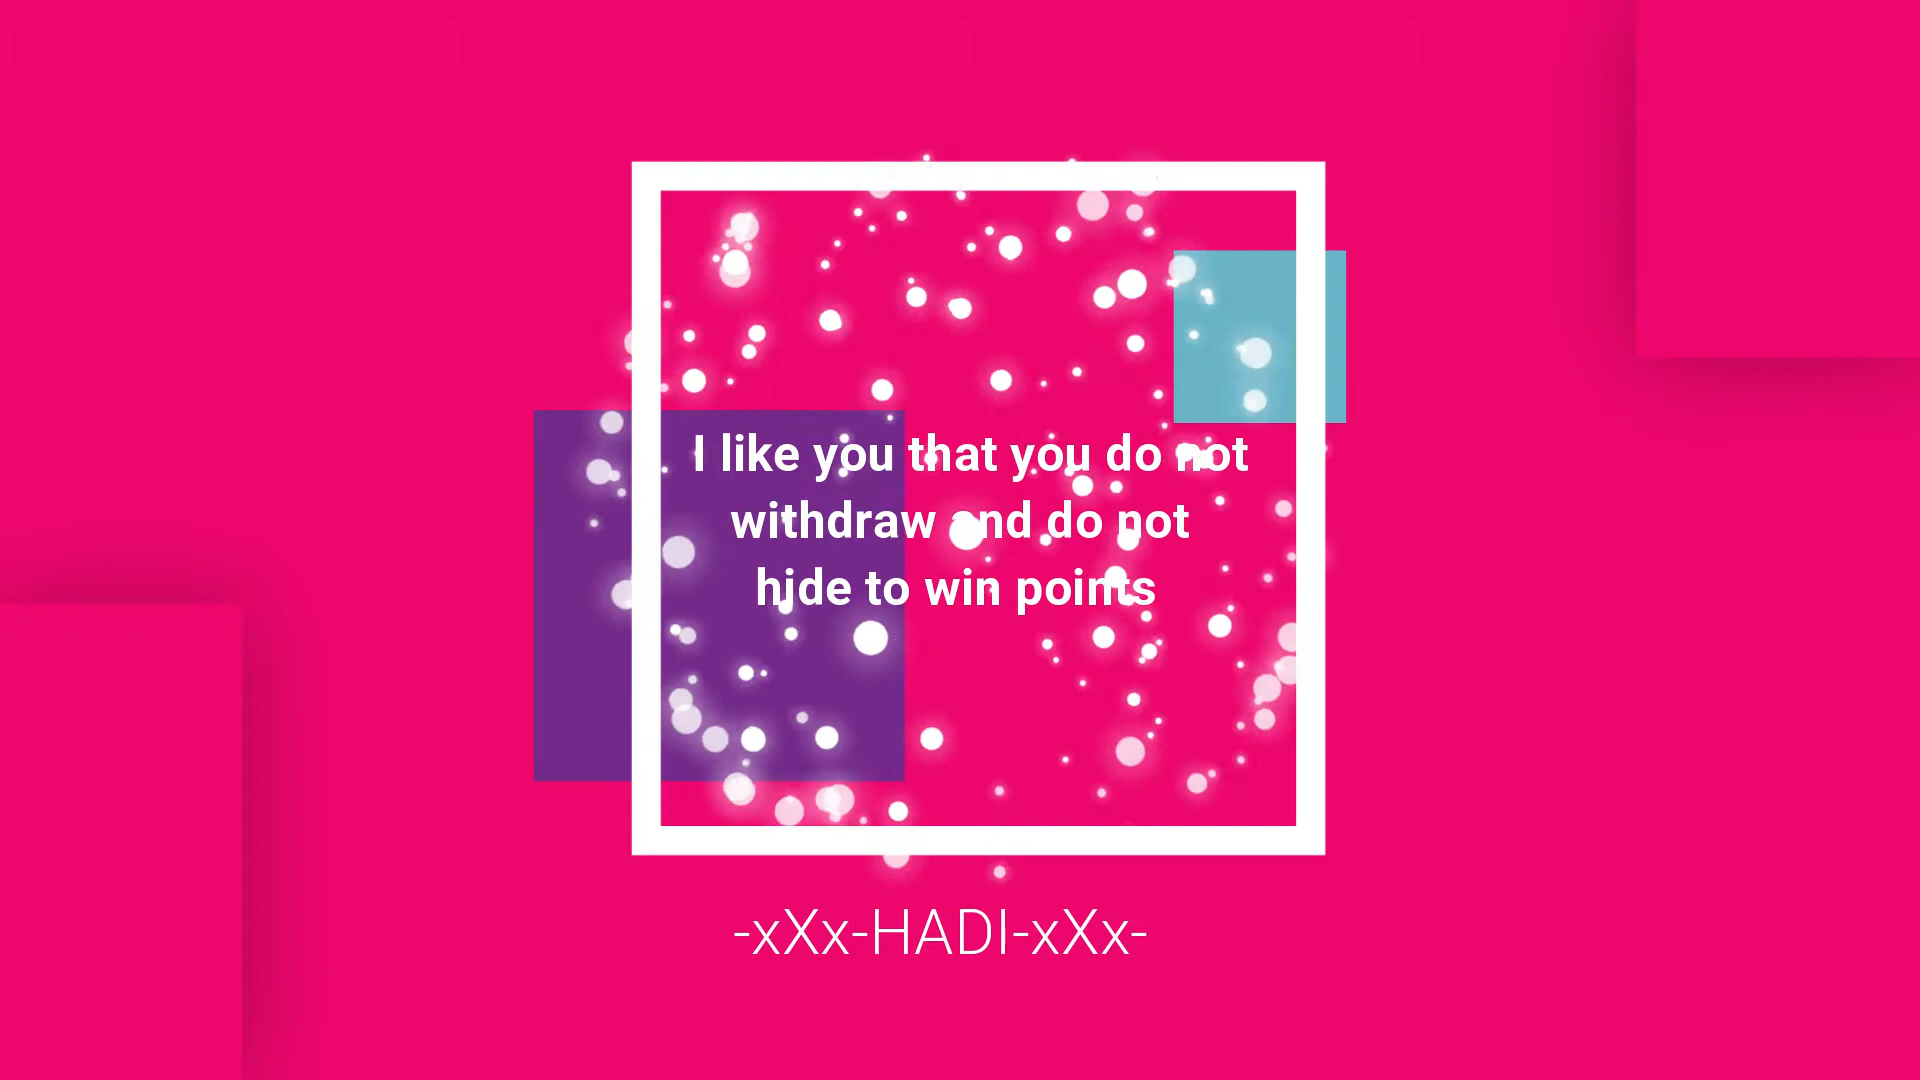 I like you that you do not
withdraw and do not
hide to win points
-xXx-HADI-xXx-